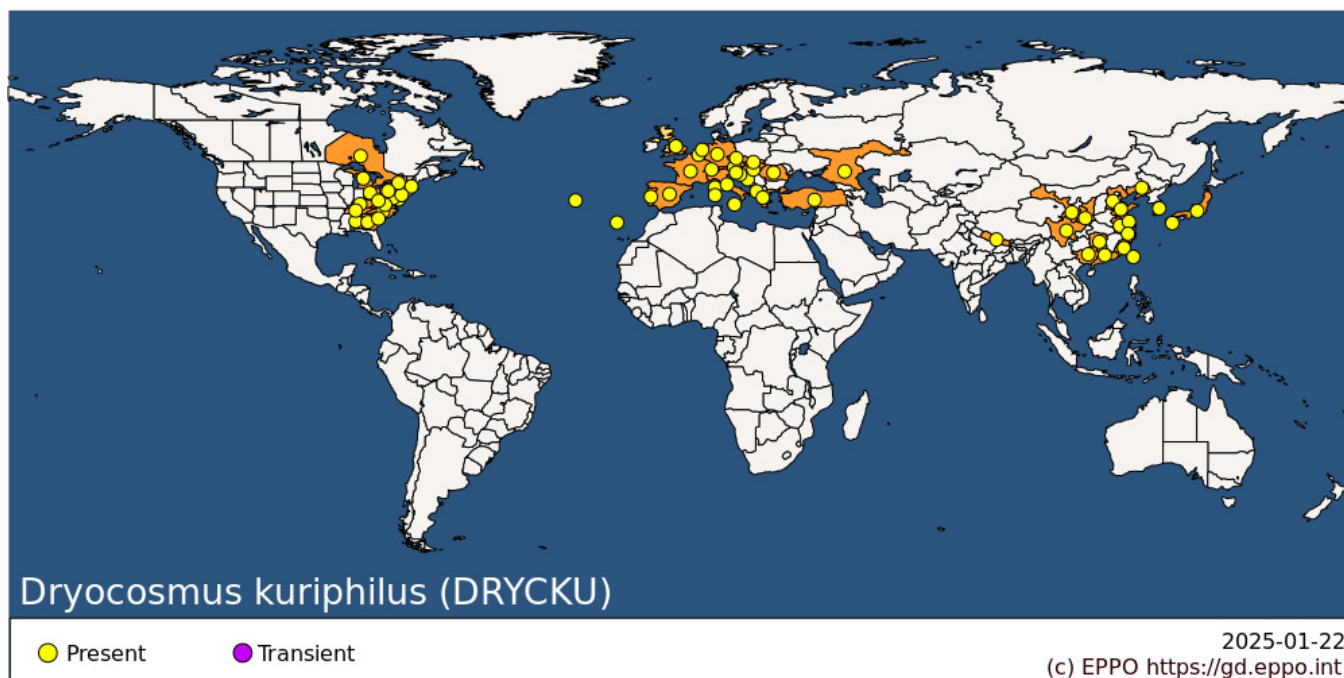 Dryocosmus kuriphilus (DRYCKU)
Present
Transient
2025-01-22
(c) EPPO https://gd.eppo.int